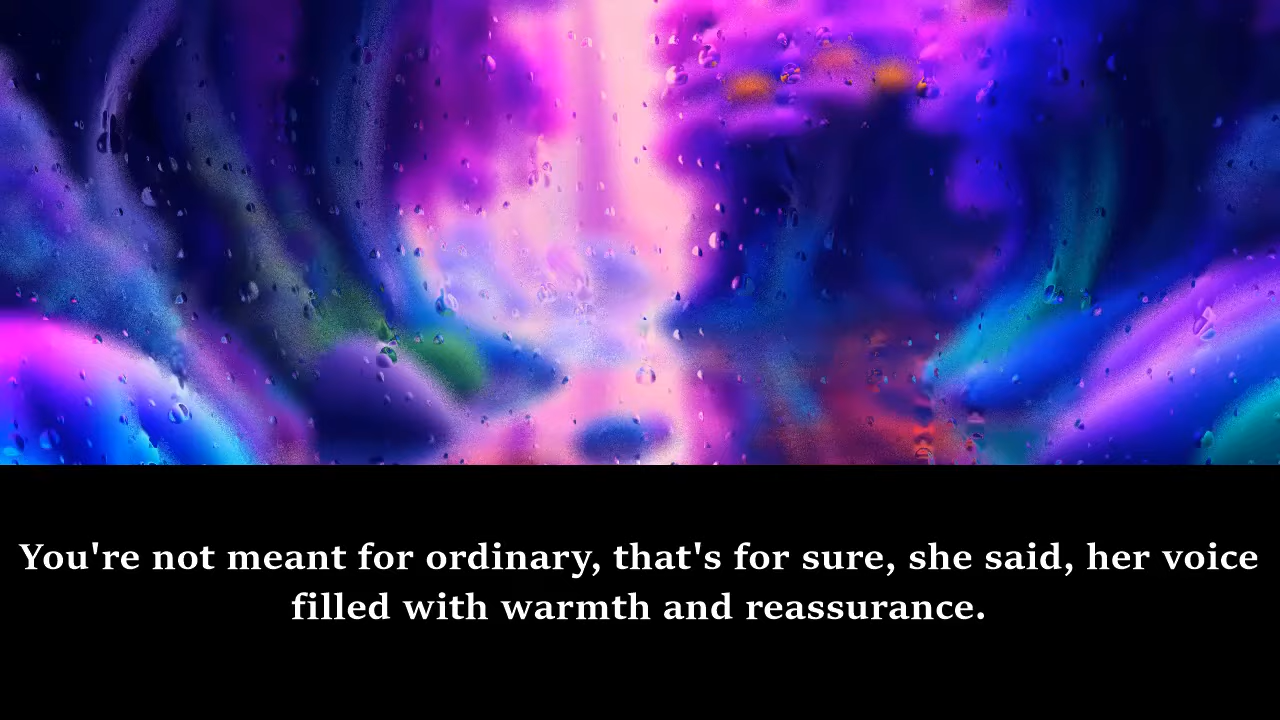 You're not meant for ordinary, that's for sure, she said, her voice
filled with warmth and reassurance.